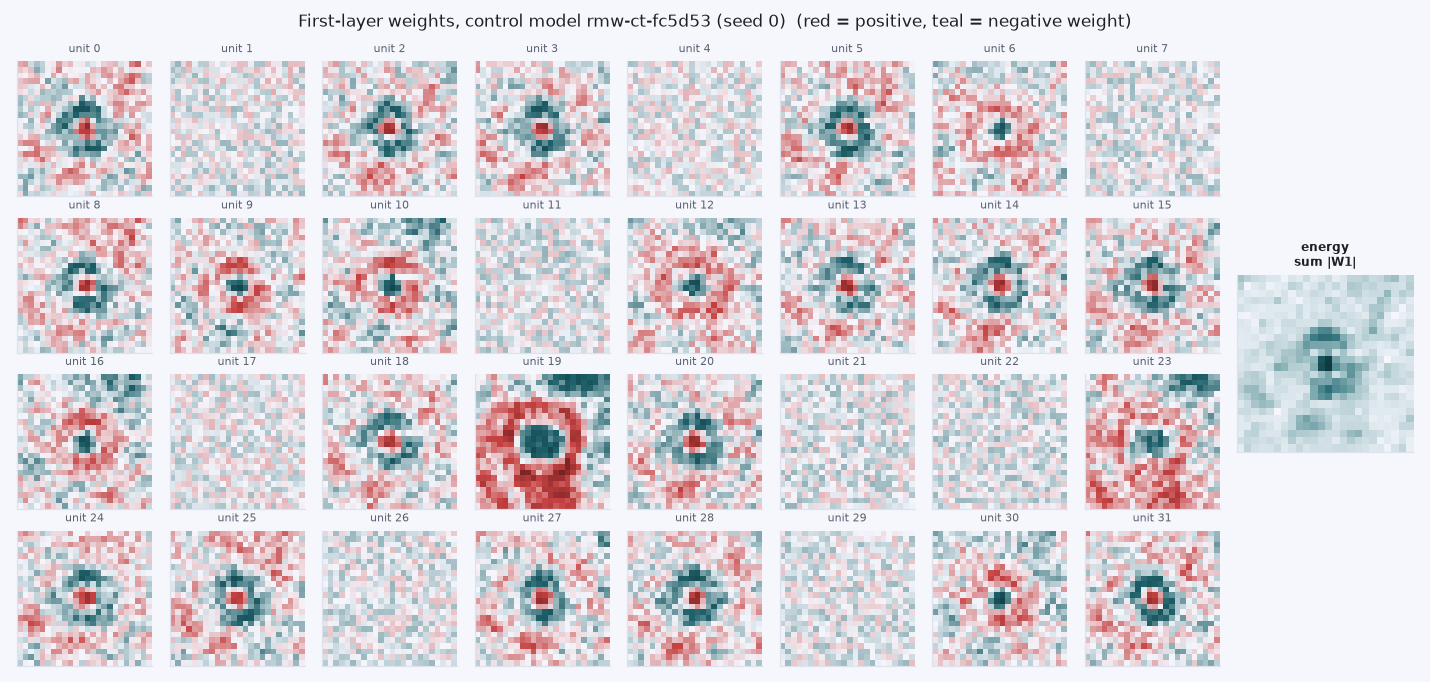 First-layer weights, control model rmw-ct-fc5d53 (seed 0)  (red = positive, teal = negative weight)
unit 0 unit 1 unit 2 unit 3 unit 4 unit 5 unit 6 unit 7
unit 8 unit 9 unit 10 unit 11 unit 12 unit 13 unit 14 unit 15
energy
sum |W1|
unit 16 unit 17 unit 18 unit 19 unit 20 unit 21 unit 22 unit 23
unit 24 unit 25 unit 26 unit 27 unit 28 unit 29 unit 30 unit 31